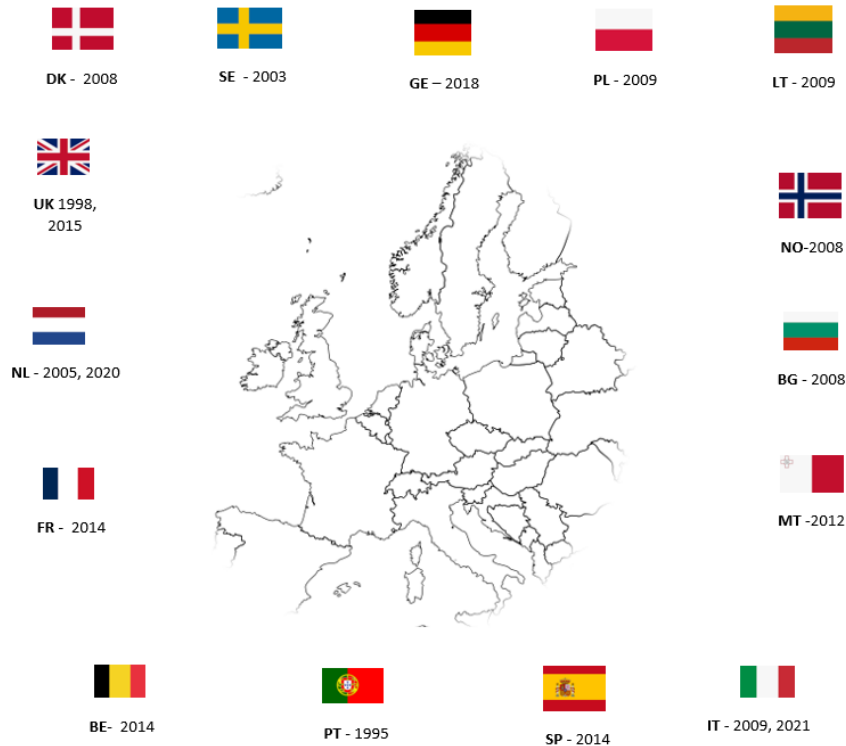 DK - 2008
SE - 2003
GE – 2018
PL - 2009
LT - 2009
UK 1998,
2015
NO-2008
NL - 2005, 2020
BG - 2008
FR - 2014
MT -2012
BE- 2014
PT - 1995
SP - 2014
IT - 2009, 2021